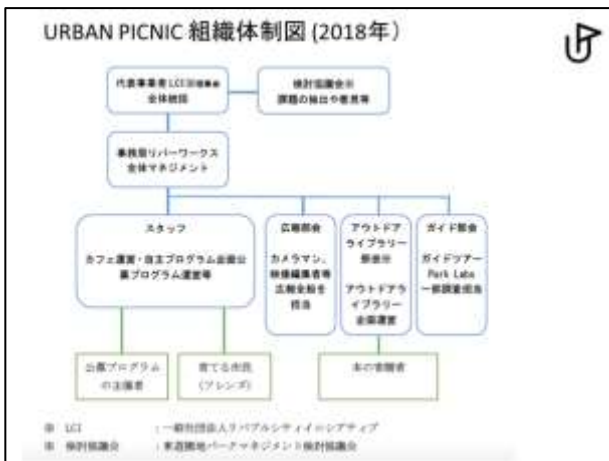 URBAN PICNIC 組織体制図 (2018年)
代表事業者 LCI※
全体統括
検討協議会※
課題の抽出や意見等
事務局リバーワークス
全体マネジメント
スタッフ
カフェ運営・自主プログラム企画公
募プログラム運営等
広報部会
カメラマン、
映像編集者等
広報全般を
担当
アウトドア
ライブラリー
部会※
アウトドアラ
イブラリー
企画運営
ガイド部会
ガイドツアー
Park Labo
一部調査担当
公募プログラム
の主催者
育てる市民
(フレンズ)
本の寄贈者
※ LCI :一般社団法人リバブルシティイニシアティブ
※ 検討協議会 :東遊園地パークマネジメント検討協議会